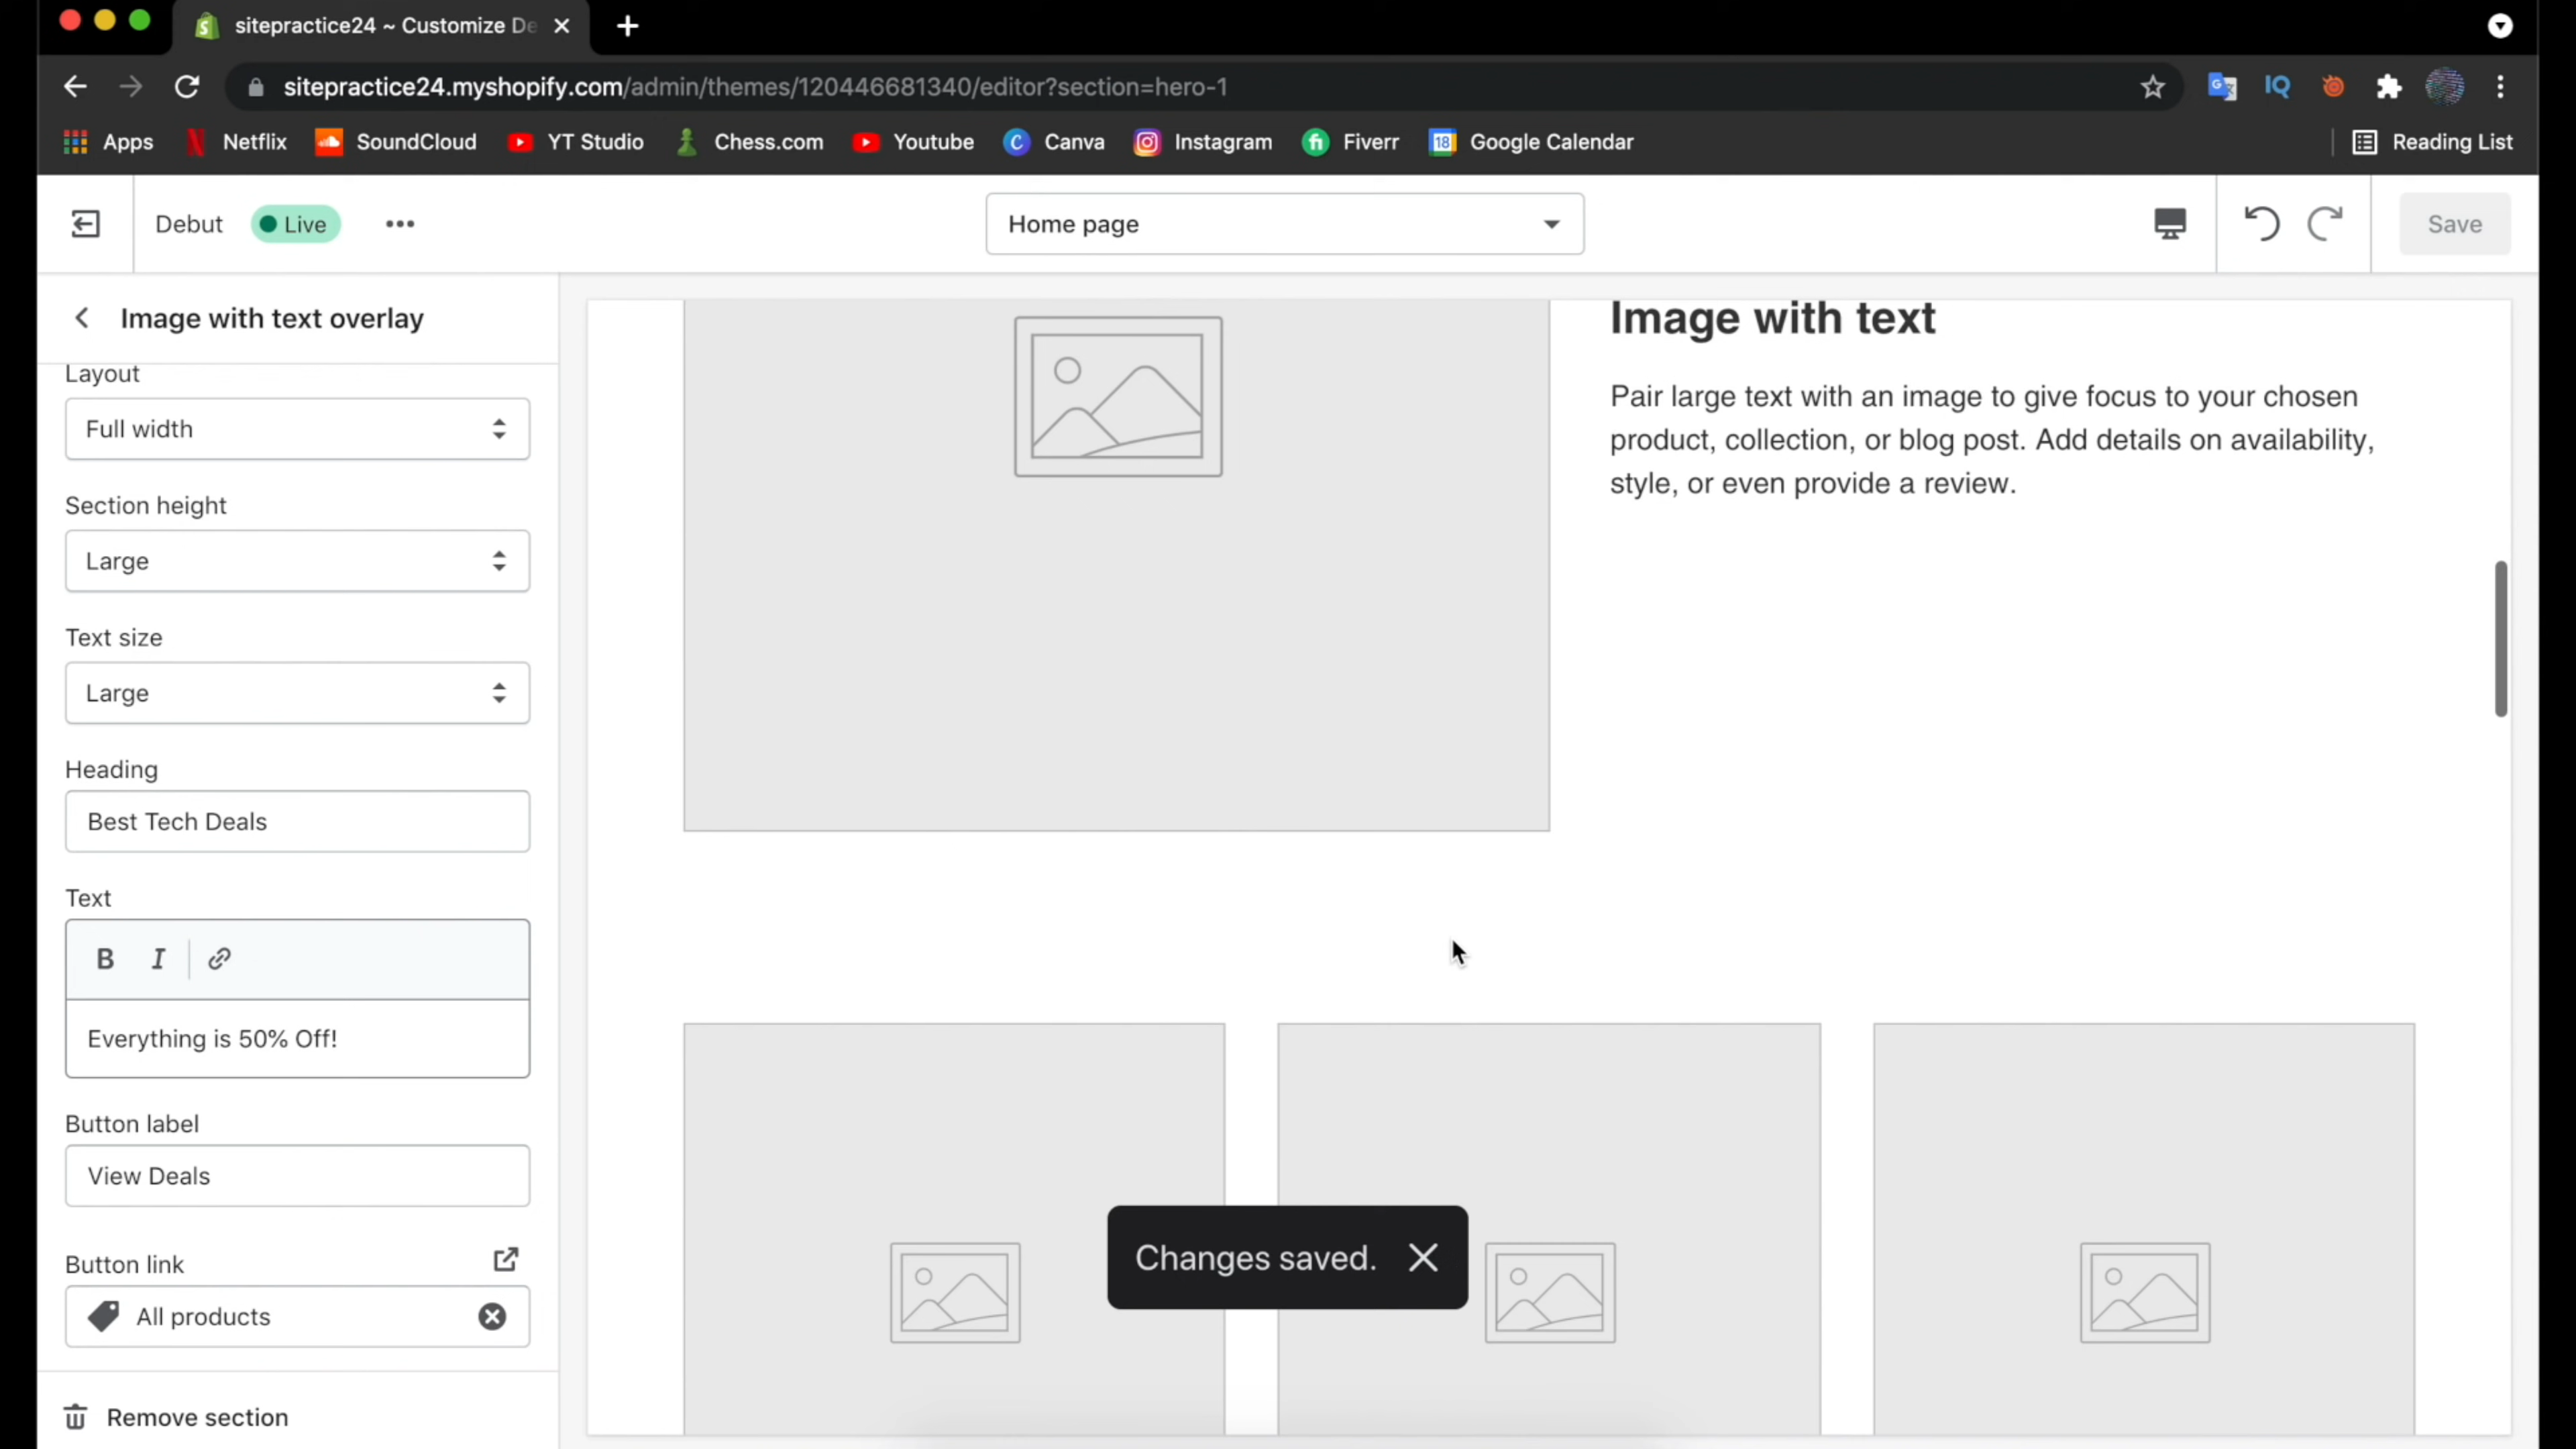 sitepractice24 ~ Customize De
sitepractice24.myshopify.com/admin/themes/120446681340/editor?section=hero-1
IQ
Apps Netflix SoundCloud YT Studio Chess.com Youtube Canva Instagram Fiverr 18 Google Calendar Reading List
Debut Live Home page Save
Image with text overlay
Layout
Full width
Section height
Large
Text size
Large
Heading
Best Tech Deals
Text
B I
Everything is 50% Off!
Button label
View Deals
Button link
All products
Remove section
Image with text
Pair large text with an image to give focus to your chosen
product, collection, or blog post. Add details on availability,
style, or even provide a review.
Changes saved.